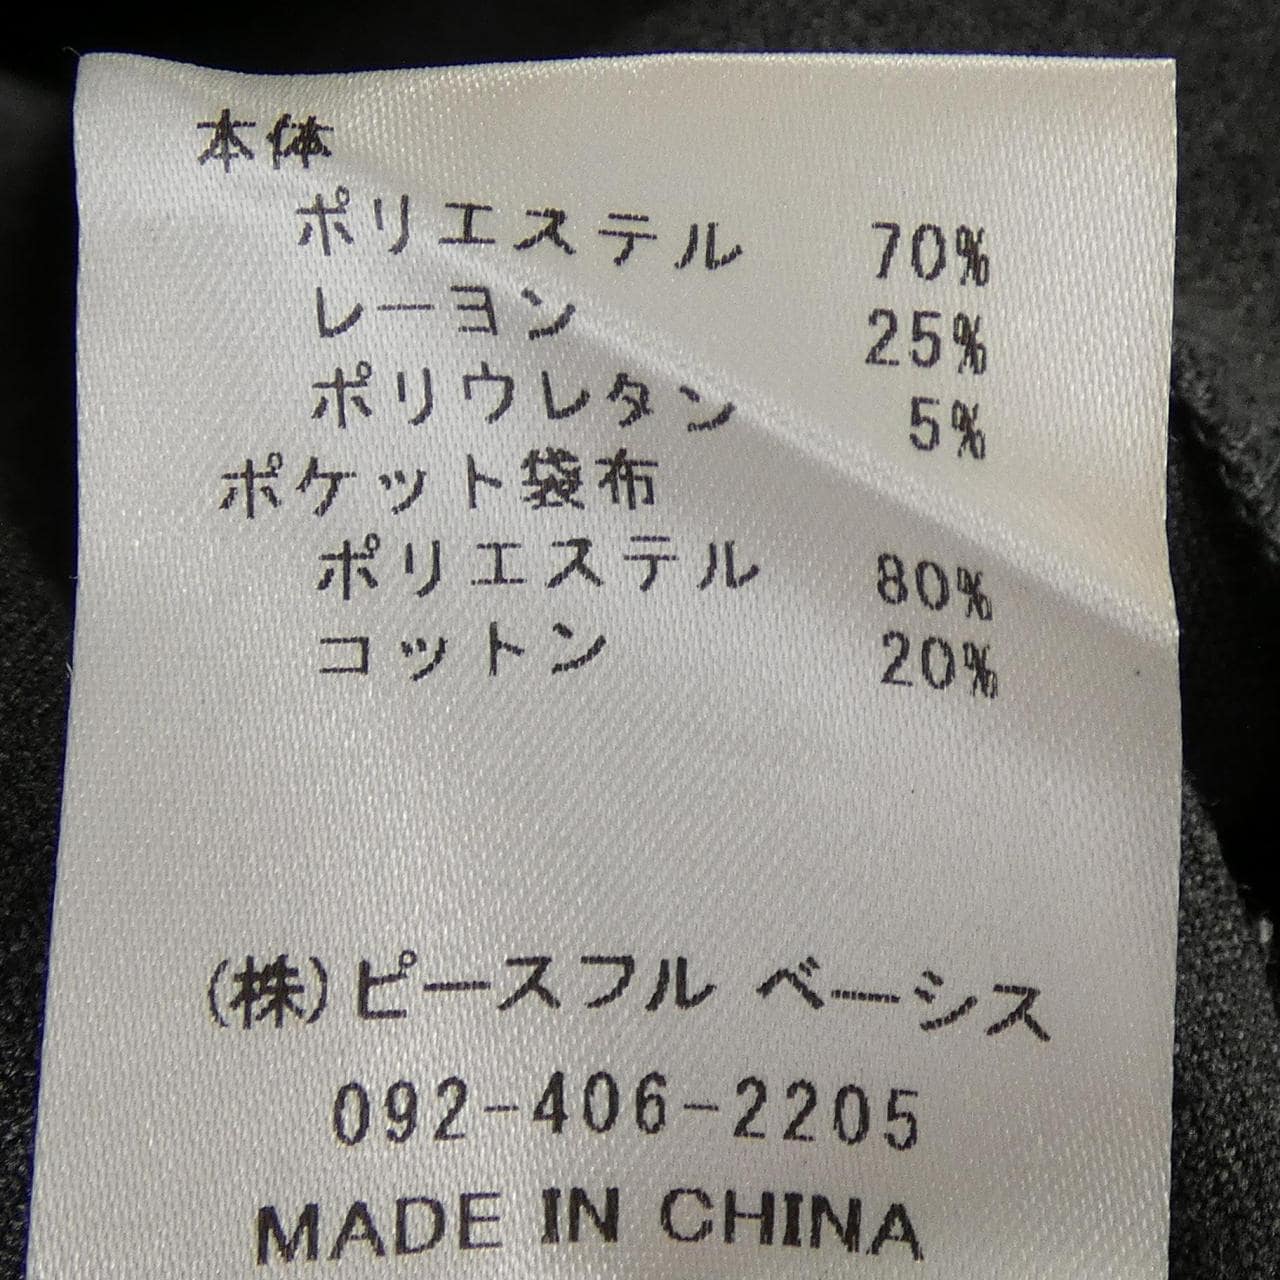 本体
ポリエステル 70%
レーヨン 25%
ポリウレタン 5%
ポケット袋布
ポリエステル 80%
コットン 20%
(株)ピースフル ベーシス
092-406-2205
MADE IN CHINA